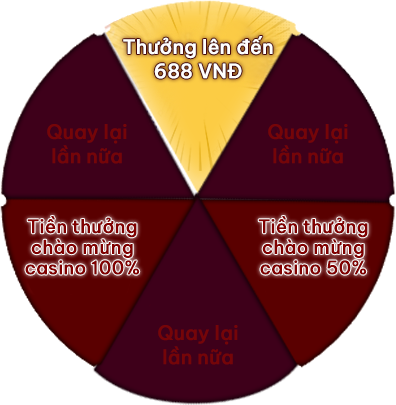 Thưởng lên đến
688 VNĐ
Quay lại
lần nữa
Quay lại
lần nữa
Tiền thưởng
chào mừng
casino 100%
Tiền thưởng
chào mừng
casino 50%
Quay lại
lần nữa